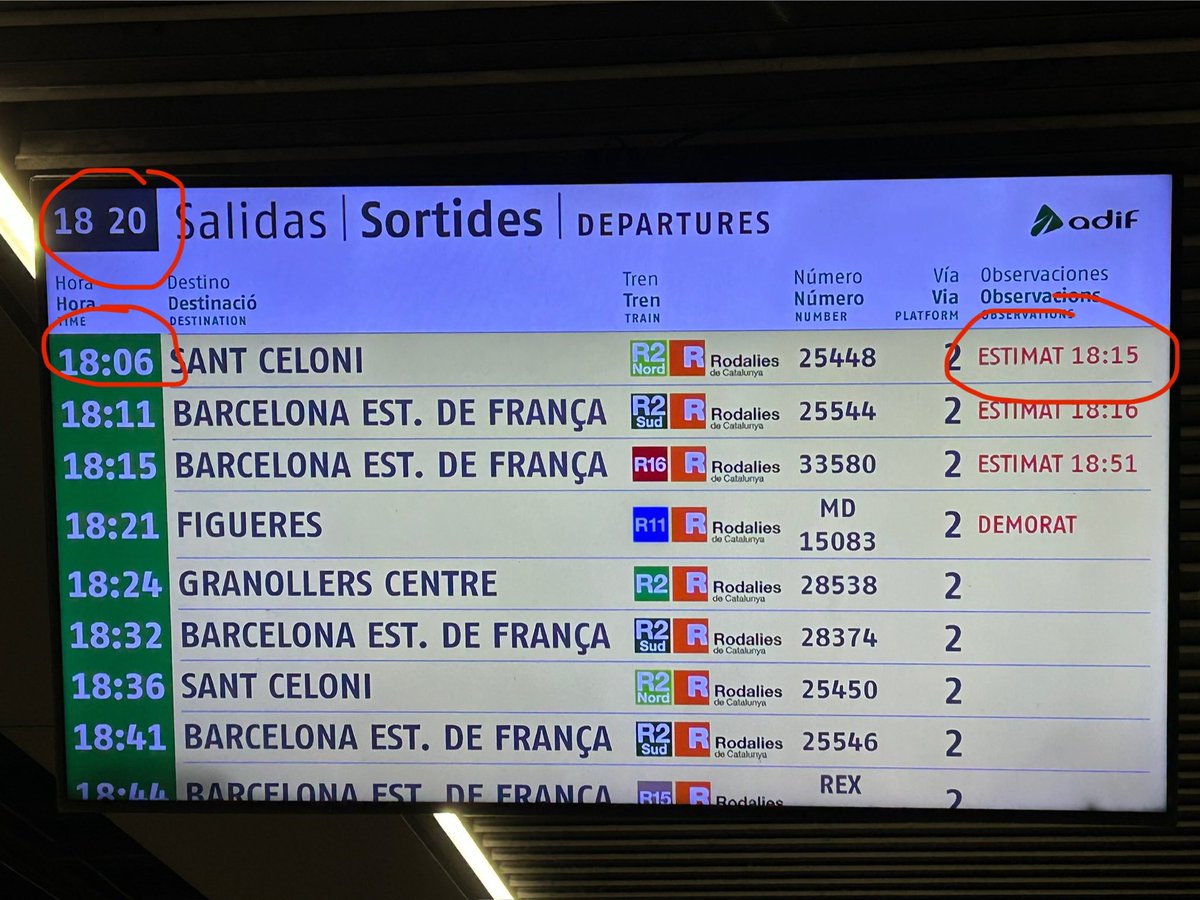 18 20 Salidas | Sortides | DEPARTURES adif
Hora Destino Tren Número Vía Observaciones
Hora Destinació Tren Número Via Observacions
TIME DESTINATION TRAIN NUMBER PLATFORM OBSERVATIONS
18:06 SANT CELONI R2 Nord R Rodalies de Catalunya 25448 2 ESTIMAT 18:15
18:11 BARCELONA EST. DE FRANÇA R2 Sud R Rodalies de Catalunya 25544 2 ESTIMAT 18:16
18:15 BARCELONA EST. DE FRANÇA R16 R Rodalies de Catalunya 33580 2 ESTIMAT 18:51
18:21 FIGUERES R11 R Rodalies de Catalunya MD 15083 2 DEMORAT
18:24 GRANOLLERS CENTRE R2 R Rodalies de Catalunya 28538 2
18:32 BARCELONA EST. DE FRANÇA R2 Sud R Rodalies de Catalunya 28374 2
18:36 SANT CELONI R2 Nord R Rodalies de Catalunya 25450 2
18:41 BARCELONA EST. DE FRANÇA R2 Sud R Rodalies de Catalunya 25546 2
18:44 BARCELONA EST. DE FRANÇA R15 R Rodalies REX 2